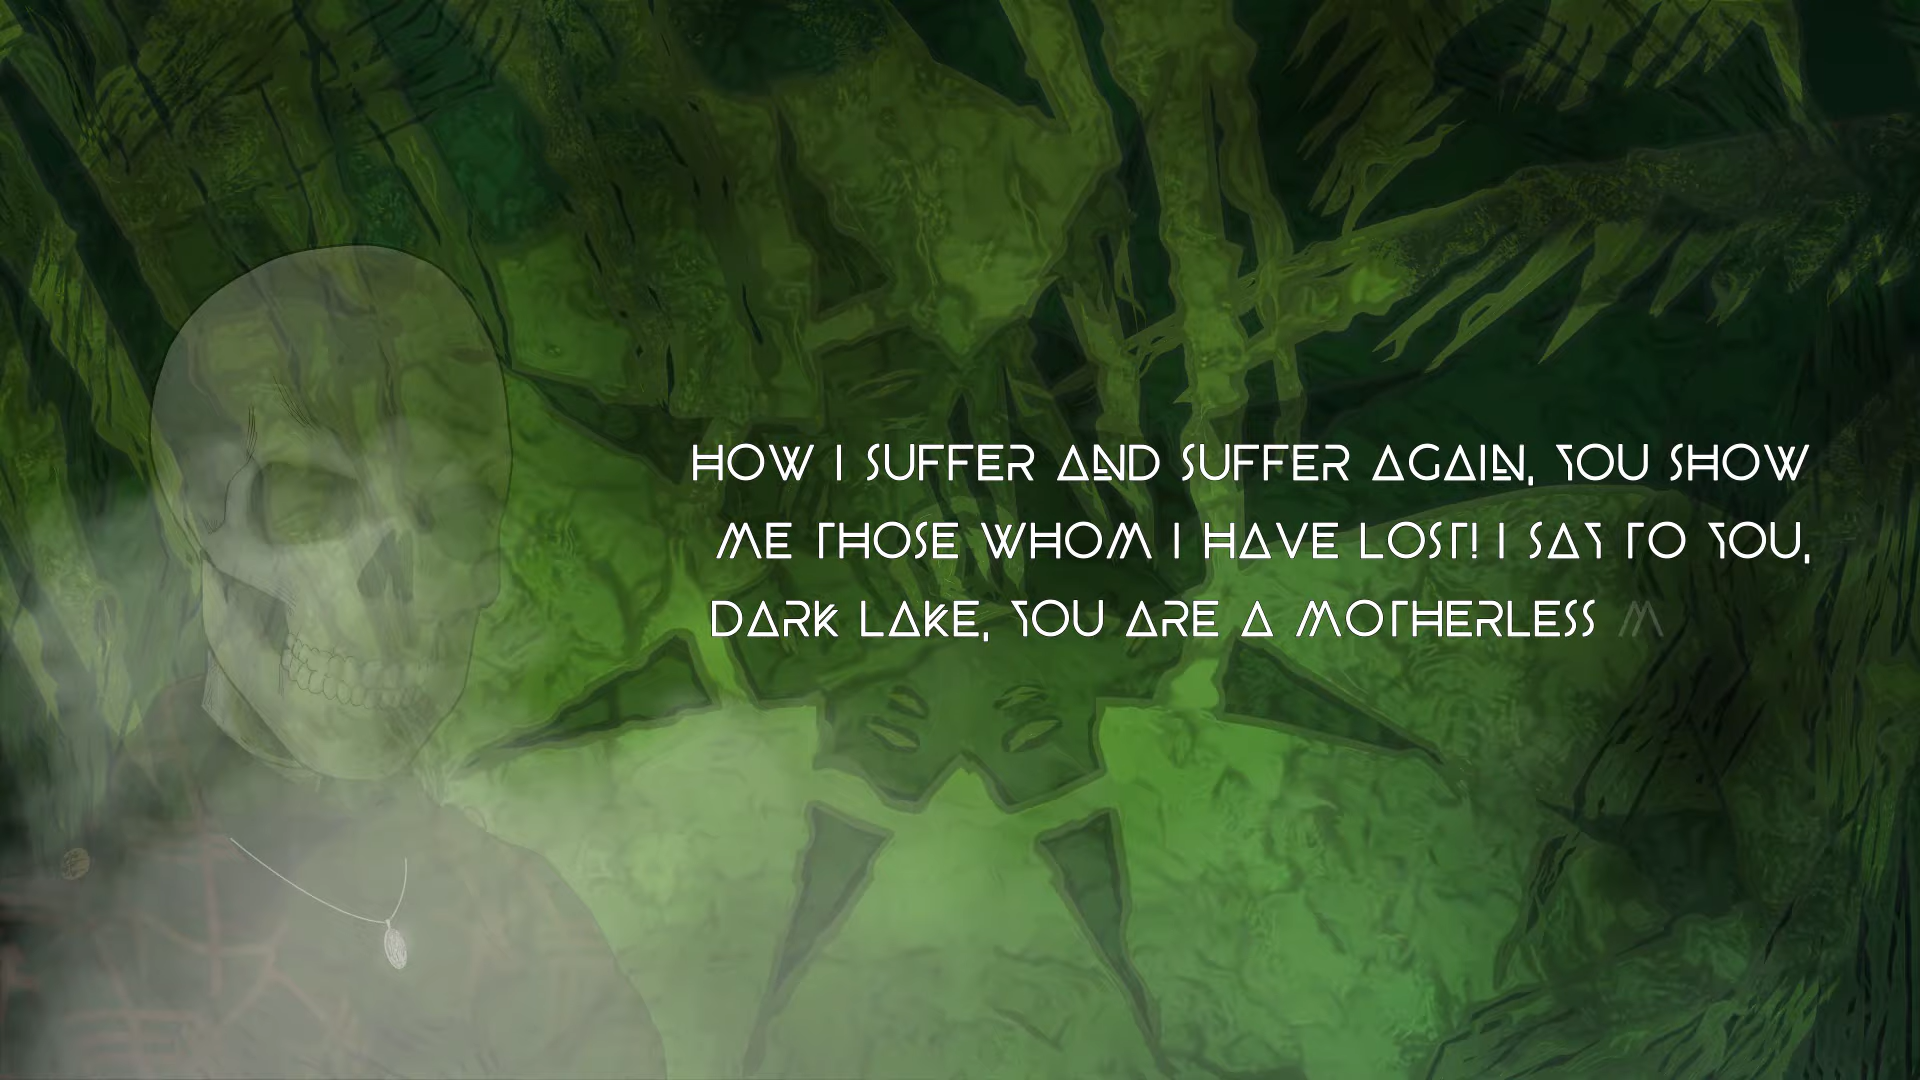 HOW I SUFFER AND SUFFER AGAIN, YOU SHOW
ME THOSE WHOM I HAVE LOST! I SAY TO YOU,
DARK LAKE, YOU ARE A MOTHERLESS M